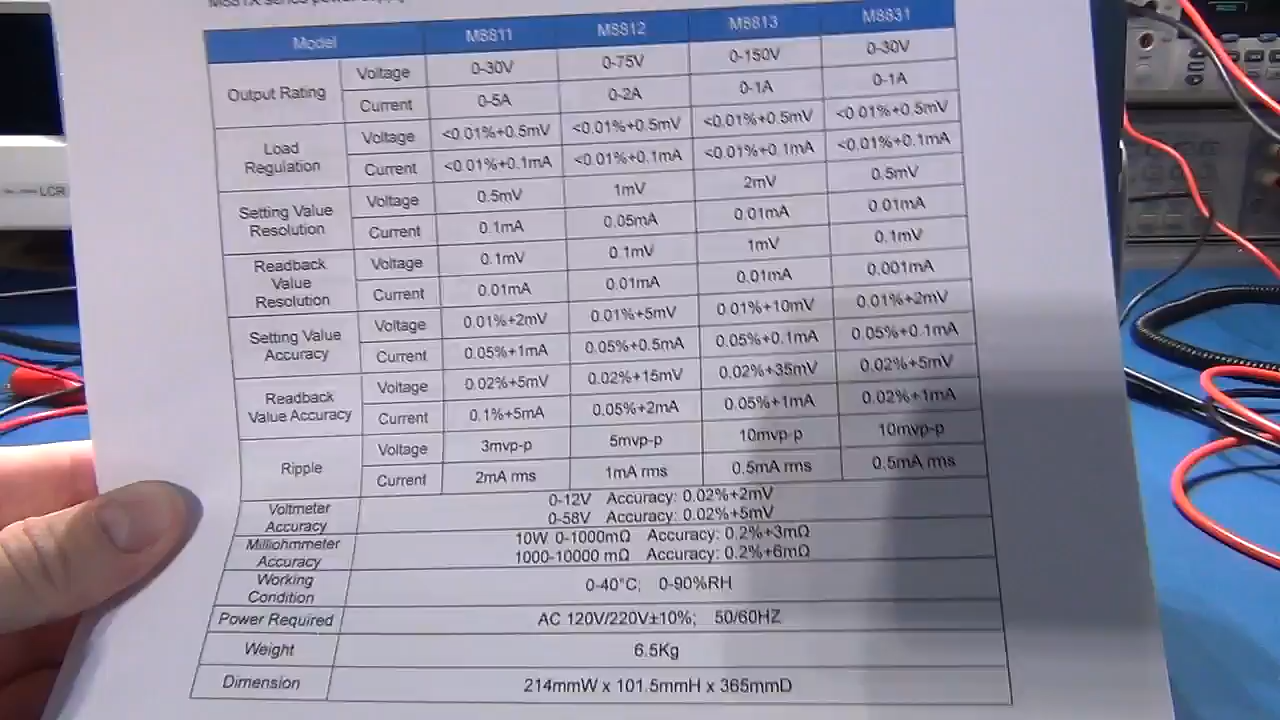 M881X series power supply
Model M8811 M8812 M8813 M8831
Output Rating Voltage 0-30V 0-75V 0-150V 0-30V
Current 0-5A 0-2A 0-1A 0-1A
Load Regulation Voltage <0.01%+0.5mV <0.01%+0.5mV <0.01%+0.5mV <0.01%+0.5mV
Current <0.01%+0.1mA <0.01%+0.1mA <0.01%+0.1mA <0.01%+0.1mA
Setting Value Resolution Voltage 0.5mV 1mV 2mV 0.5mV
Current 0.1mA 0.05mA 0.01mA 0.01mA
Readback Value Resolution Voltage 0.1mV 0.1mV 1mV 0.1mV
Current 0.01mA 0.01mA 0.01mA 0.001mA
Setting Value Accuracy Voltage 0.01%+2mV 0.01%+5mV 0.01%+10mV 0.01%+2mV
Current 0.05%+1mA 0.05%+0.5mA 0.05%+0.1mA 0.05%+0.1mA
Readback Value Accuracy Voltage 0.02%+5mV 0.02%+15mV 0.02%+35mV 0.02%+5mV
Current 0.1%+5mA 0.05%+2mA 0.05%+1mA 0.02%+1mA
Ripple Voltage 3mvp-p 5mvp-p 10mvp-p 10mvp-p
Current 2mA rms 1mA rms 0.5mA rms 0.5mA rms
Voltmeter Accuracy 0-12V Accuracy: 0.02%+2mV
0-58V Accuracy: 0.02%+5mV
Milliohmmeter Accuracy 10W 0-1000mΩ Accuracy: 0.2%+3mΩ
1000-10000 mΩ Accuracy: 0.2%+6mΩ
Working Condition 0-40°C; 0-90%RH
Power Required AC 120V/220V±10%; 50/60HZ
Weight 6.5Kg
Dimension 214mmW x 101.5mmH x 365mmD
LCR